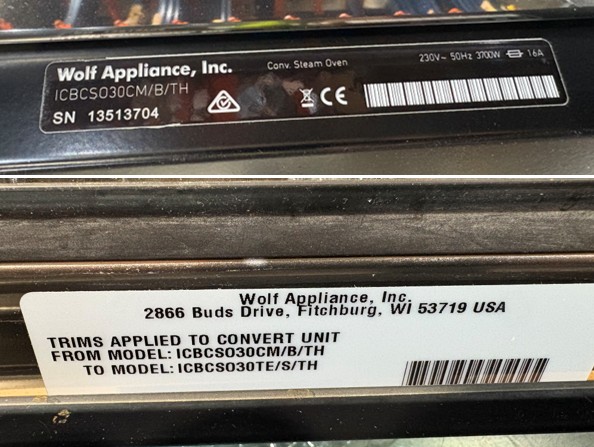 Wolf Appliance, Inc.
Conv. Steam Oven
230V~ 50Hz 3700W 16A
ICBCSO30CM/B/TH
SN 13513704
CE
Wolf Appliance, Inc.
2866 Buds Drive, Fitchburg, WI 53719 USA
TRIMS APPLIED TO CONVERT UNIT
FROM MODEL: ICBCSO30CM/B/TH
TO MODEL: ICBCSO30TE/S/TH